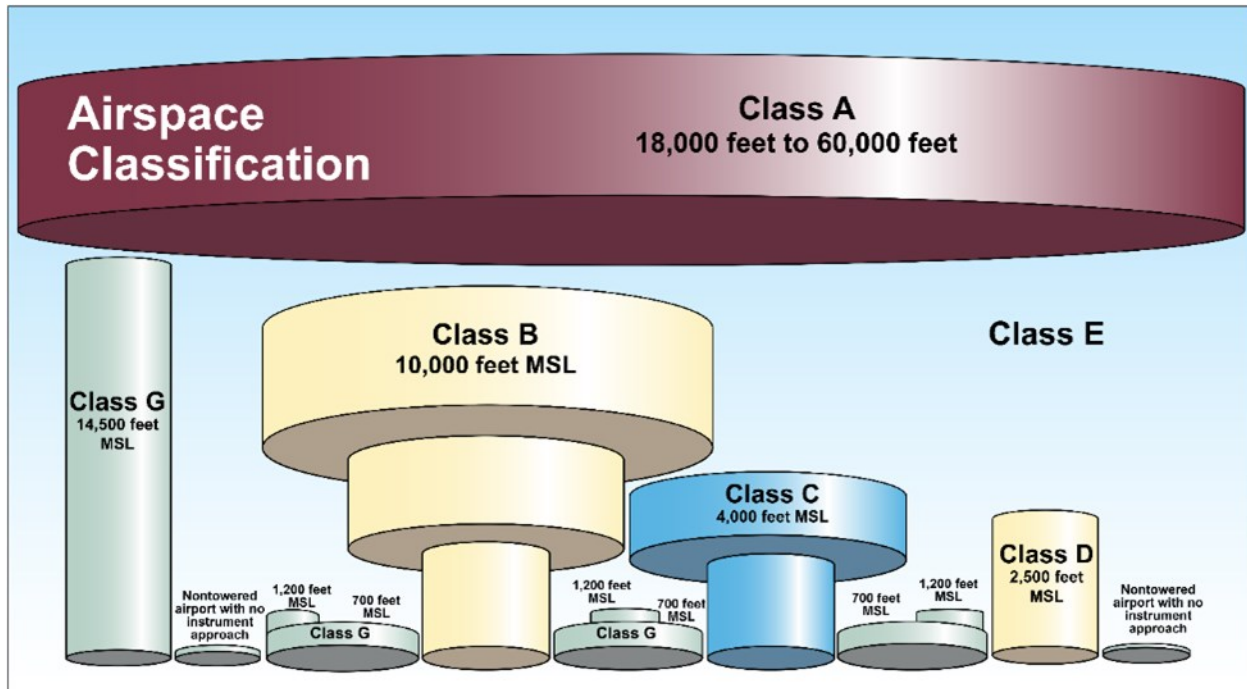 Airspace
Classification
Class A
18,000 feet to 60,000 feet
Class B
10,000 feet MSL
Class E
Class G
14,500 feet
MSL
Class C
4,000 feet MSL
Class D
2,500 feet
MSL
Nontowered
airport with no
instrument
approach
1,200 feet
MSL
700 feet
MSL
Class G
1,200 feet
MSL
700 feet
MSL
Class G
700 feet
MSL
1,200 feet
MSL
Nontowered
airport with no
instrument
approach